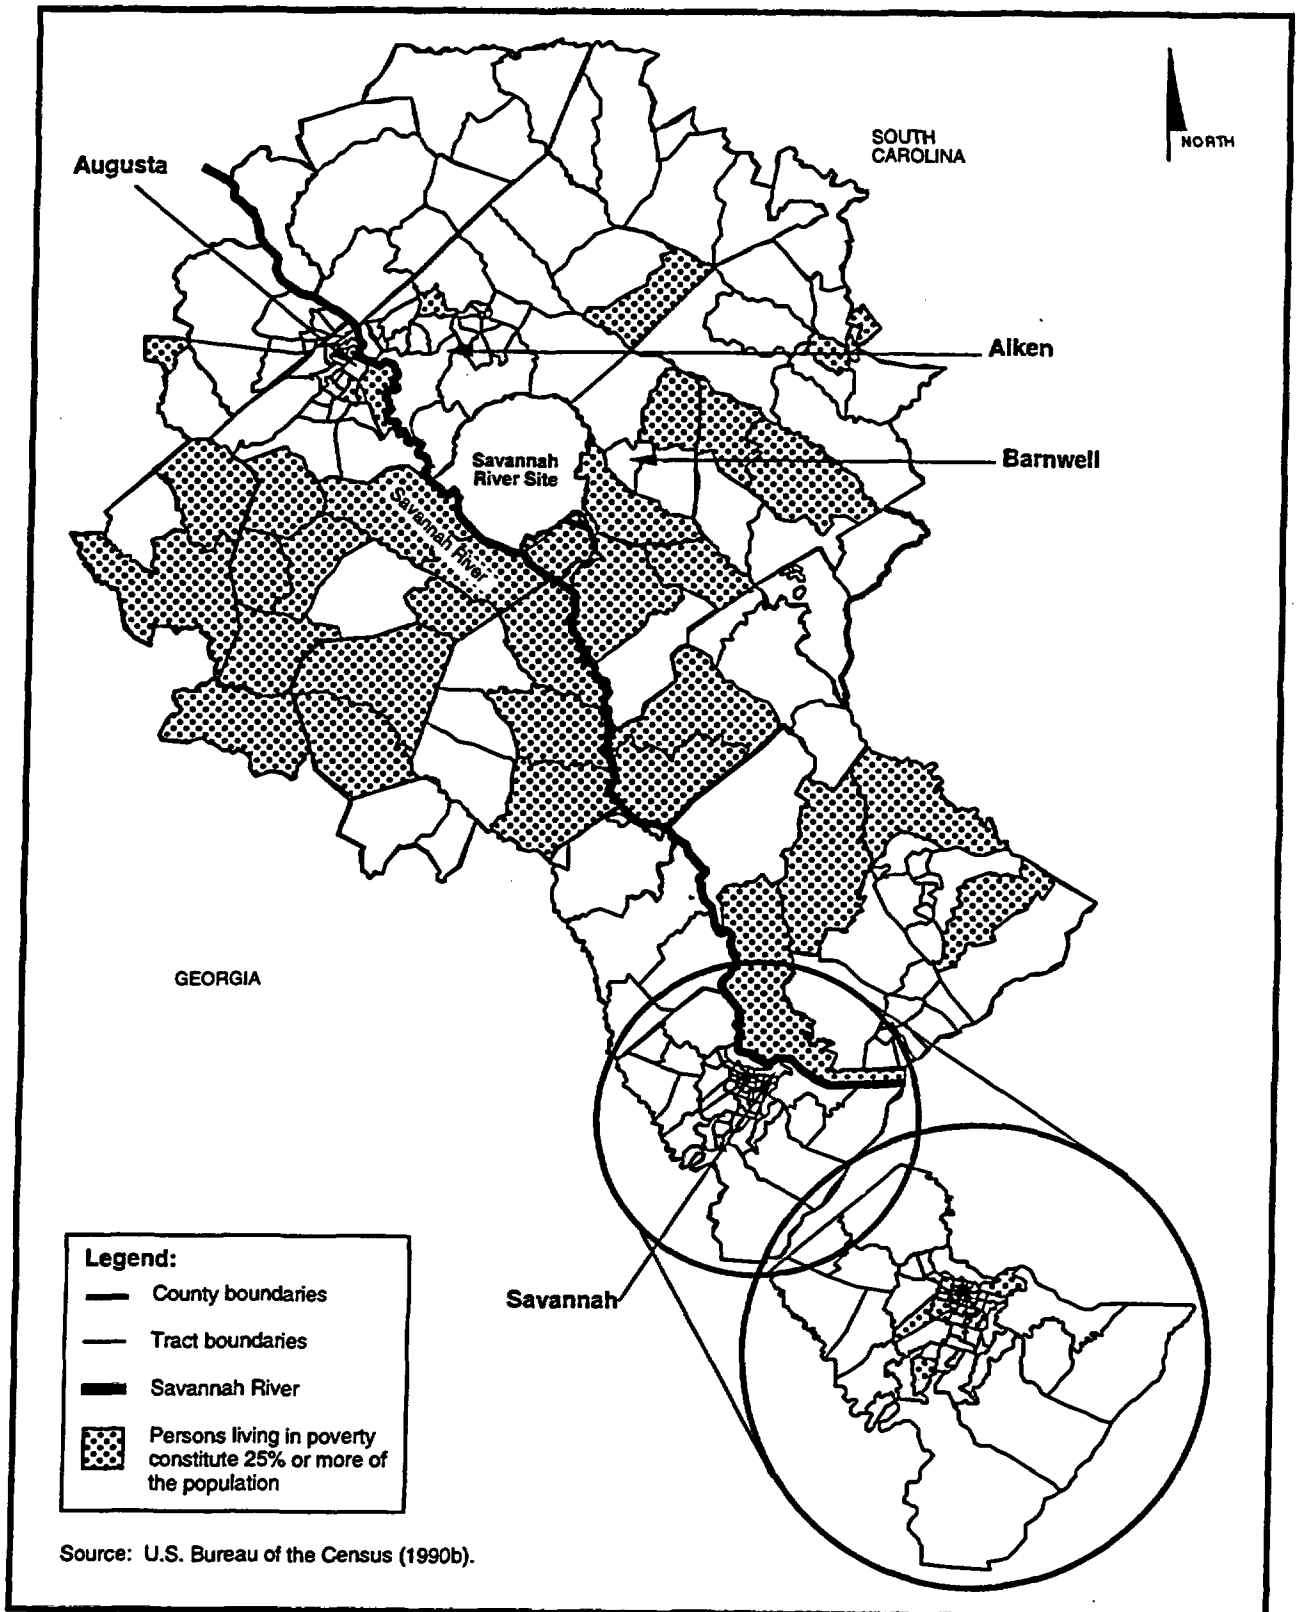 SOUTH
CAROLINA
NORTH
Augusta
Aiken
Barnwell
Savannah
River Site
Savannah River
GEORGIA
Savannah
Legend:
County boundaries
Tract boundaries
Savannah River
Persons living in poverty
constitute 25% or more of
the population
Source: U.S. Bureau of the Census (1990b).